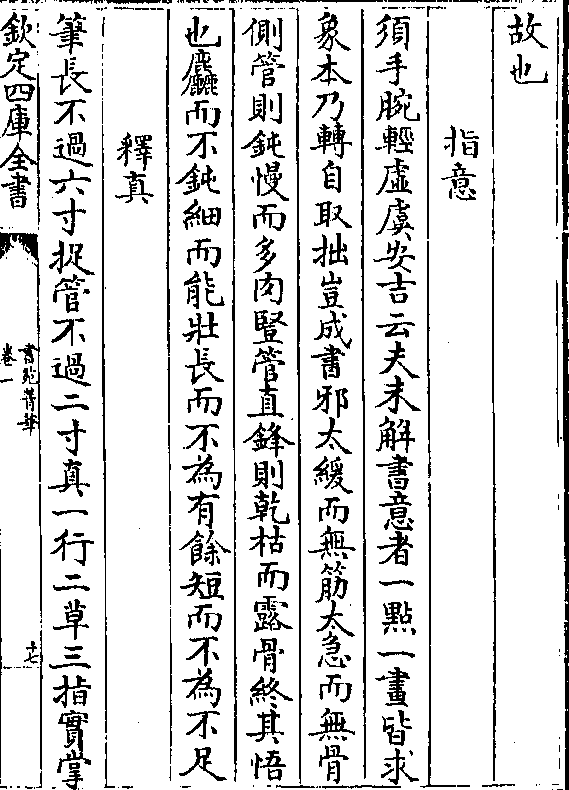 故也
指意
須手腕輕虛虞安吉云夫未解書意者一點一畫皆求
象本乃轉自取拙豈成書邪太緩而無筋太急而無骨
側管則鈍慢而多肉豎管直鋒則乾枯而露骨終其悟
也麤而不鈍細而能壯長而不為有餘短而不為不足
釋真
筆長不過六寸捉管不過二寸真一行二草三指實掌
欽定四庫全書
書苑菁華
卷一
十七